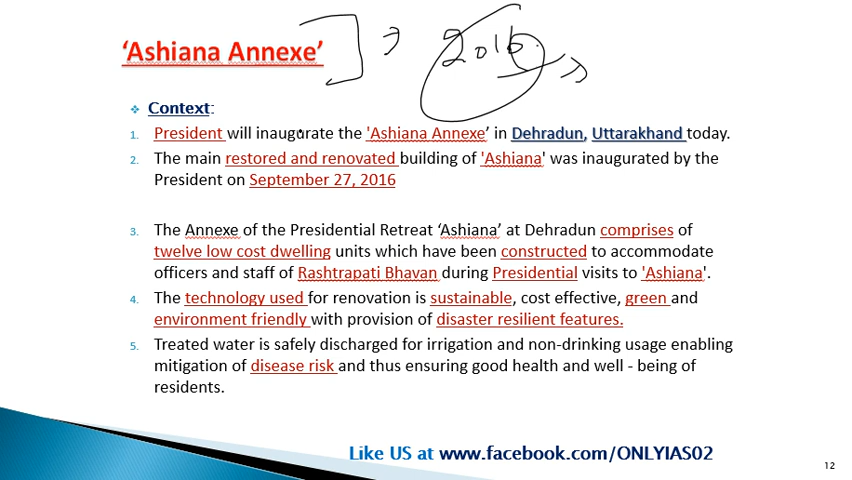 ‘Ashiana Annexe’
2016
❖ Context:
1. President will inaugurate the 'Ashiana Annexe’ in Dehradun, Uttarakhand today.
2. The main restored and renovated building of 'Ashiana' was inaugurated by the
President on September 27, 2016
3. The Annexe of the Presidential Retreat ‘Ashiana’ at Dehradun comprises of
twelve low cost dwelling units which have been constructed to accommodate
officers and staff of Rashtrapati Bhavan during Presidential visits to 'Ashiana'.
4. The technology used for renovation is sustainable, cost effective, green and
environment friendly with provision of disaster resilient features.
5. Treated water is safely discharged for irrigation and non-drinking usage enabling
mitigation of disease risk and thus ensuring good health and well - being of
residents.
Like US at www.facebook.com/ONLYIAS02
12